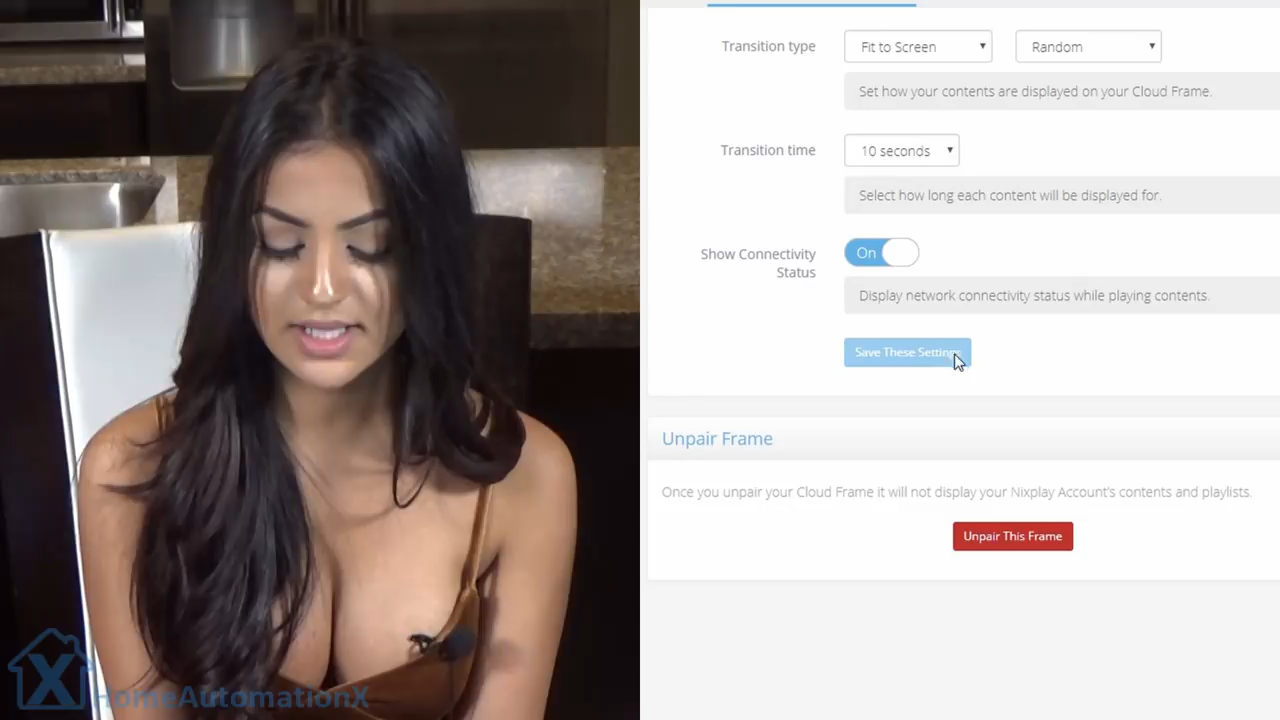 Transition type
Fit to Screen
Random
Set how your contents are displayed on your Cloud Frame.
Transition time
10 seconds
Select how long each content will be displayed for.
Show Connectivity
Status
On
Display network connectivity status while playing contents.
Save These Settings
Unpair Frame
Once you unpair your Cloud Frame it will not display your Nixplay Account's contents and playlists.
Unpair This Frame
X
HomeAutomationX